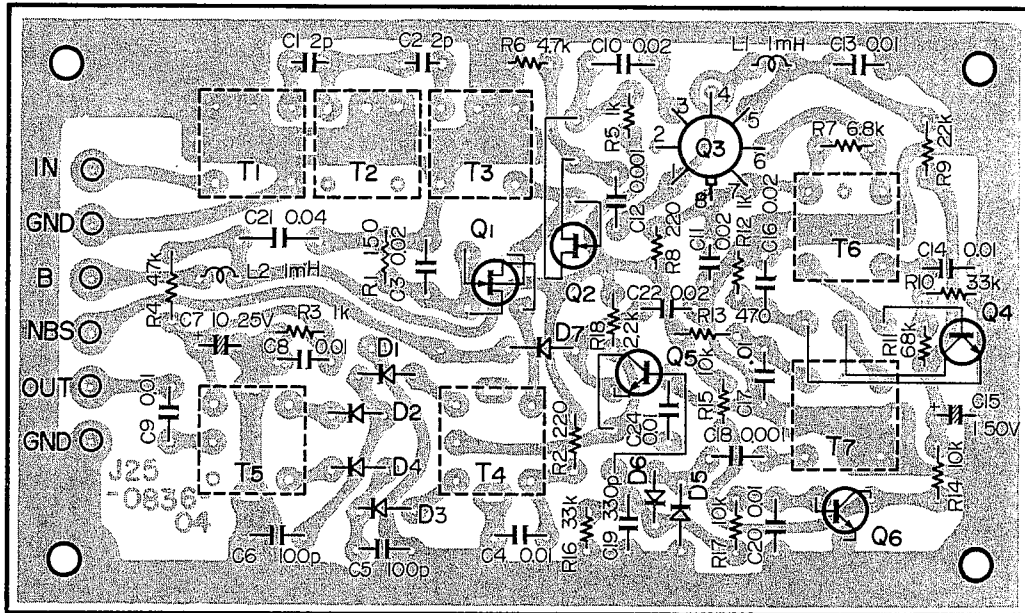 C1 2p
C2 2p
R6 47k
C10 0.02
L1 1mH
C13 0.01
R5 1k
3
4
5
2
Q3
6
1
8
7
R7 6.8k
R9 22k
T1
T2
T3
IN
GND
B
NBS
OUT
GND
C21 0.04
R1 150
C3 0.02
Q1
Q2
C12 0.001
R8 220
C11 0.02
R12 1k
C16 0.02
T6
C14 0.01
R10 33k
Q4
R4 4.7k
L2 1mH
C7 10 25V
R3 1k
C8 0.01
D1
D7
R18 2.2k
C22 0.02
R13 470
Q5
R11 68k
C9 0.01
D2
D4
D3
T5
T4
R2 220
C24 0.01
R15 10k
C17 .01
C18 0.001
T7
+
C15
1 50V
R14 10k
J25
-0836-
04
C6 100p
C5 100p
C4 0.01
R16 33k
C19 330p
D6
D5
R17 10k
C20 0.01
Q6